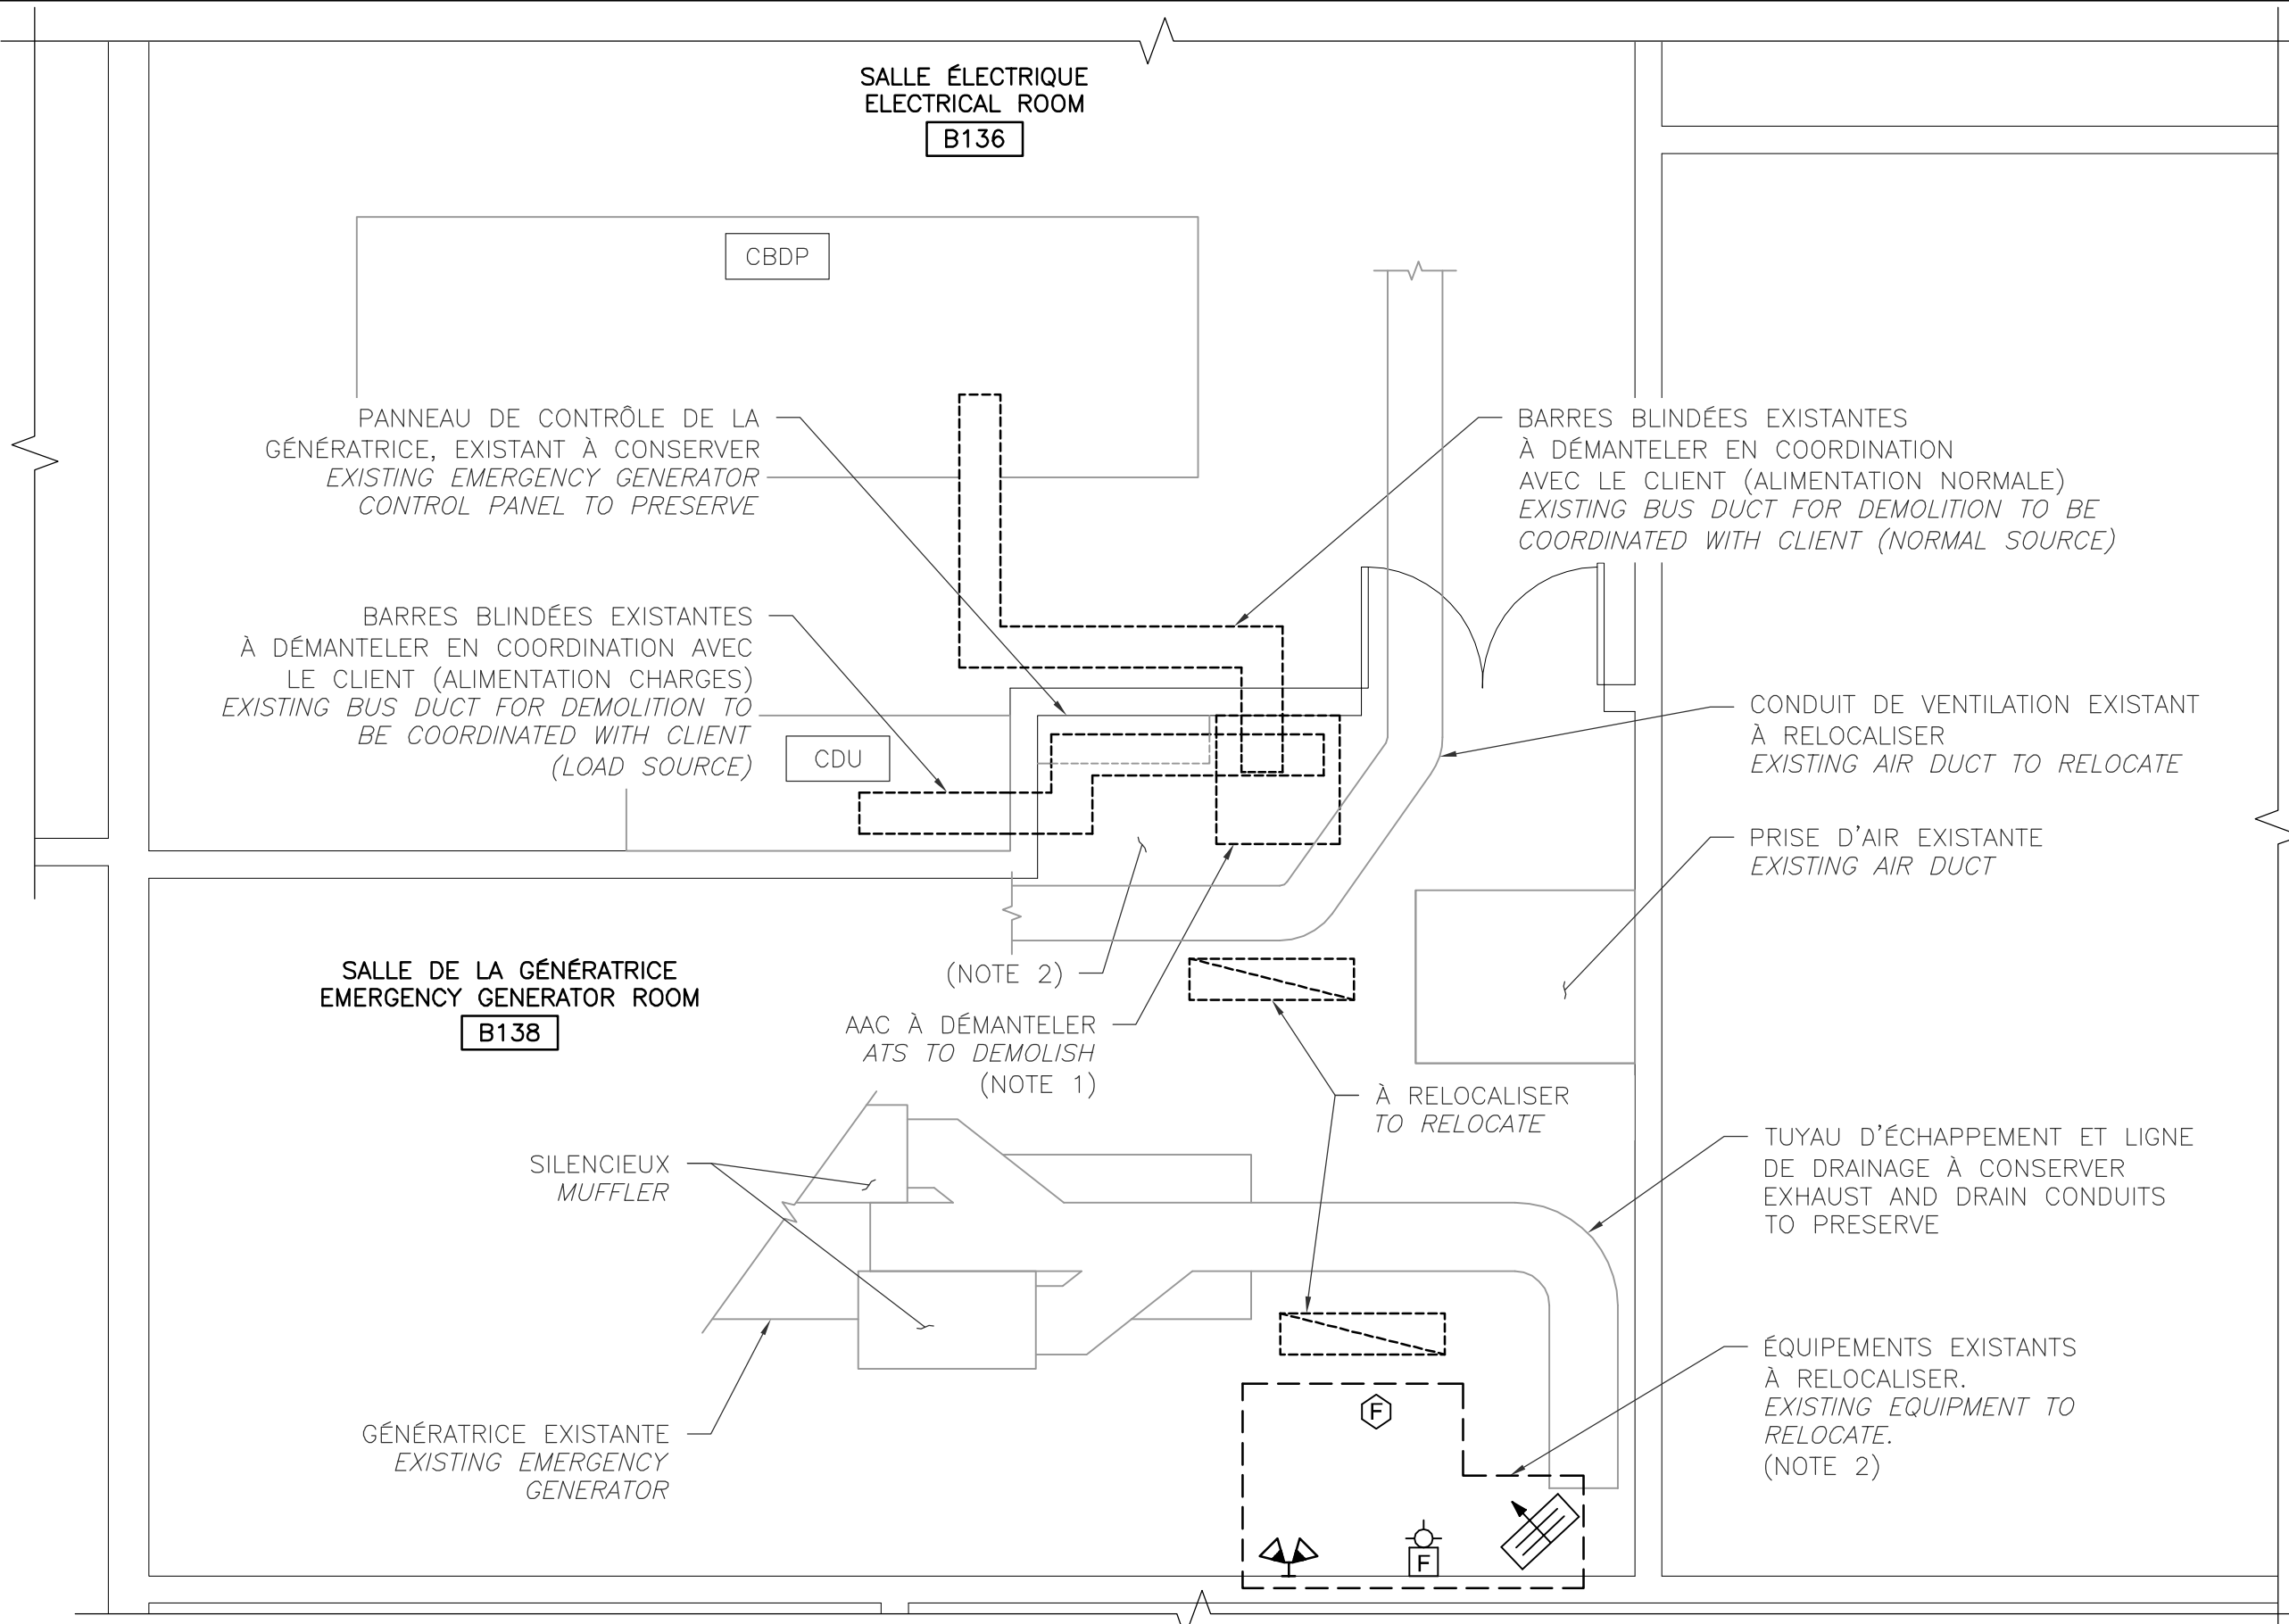 SALLE ÉLECTRIQUE
ELECTRICAL ROOM
B136
CBDP
PANNEAU DE CONTRÔLE DE LA
GÉNÉRATRICE, EXISTANT À CONSERVER
EXISTING EMERGENCY GENERATOR
CONTROL PANEL TO PRESERVE
BARRES BLINDÉES EXISTANTES
À DÉMANTELER EN COORDINATION
AVEC LE CLIENT (ALIMENTATION NORMALE)
EXISTING BUS DUCT FOR DEMOLITION TO BE
COORDINATED WITH CLIENT (NORMAL SOURCE)
BARRES BLINDÉES EXISTANTES
À DÉMANTELER EN COORDINATION AVEC
LE CLIENT (ALIMENTATION CHARGES)
EXISTING BUS DUCT FOR DEMOLITION TO
BE COORDINATED WITH CLIENT
(LOAD SOURCE)
CDU
CONDUIT DE VENTILATION EXISTANT
À RELOCALISER
EXISTING AIR DUCT TO RELOCATE
PRISE D'AIR EXISTANTE
EXISTING AIR DUCT
SALLE DE LA GÉNÉRATRICE
EMERGENCY GENERATOR ROOM
B138
(NOTE 2)
AAC À DÉMANTELER
ATS TO DEMOLISH
(NOTE 1)
À RELOCALISER
TO RELOCATE
SILENCIEUX
MUFFLER
TUYAU D'ÉCHAPPEMENT ET LIGNE
DE DRAINAGE À CONSERVER
EXHAUST AND DRAIN CONDUITS
TO PRESERVE
ÉQUIPEMENTS EXISTANTS
À RELOCALISER.
EXISTING EQUIPMENT TO
RELOCATE.
(NOTE 2)
GÉNÉRATRICE EXISTANTE
EXISTING EMERGENCY
GENERATOR
F
F